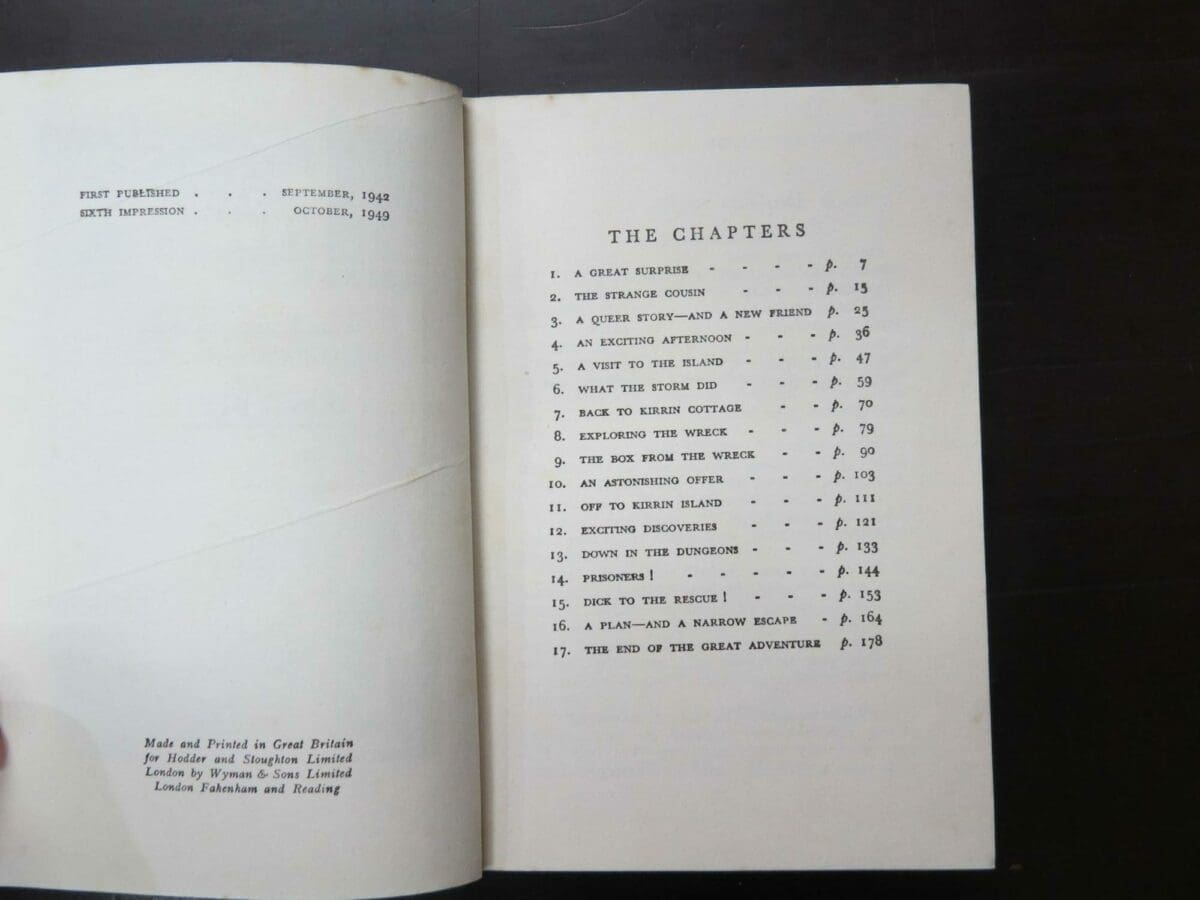 FIRST PUBLISHED . . . SEPTEMBER, 1942
SIXTH IMPRESSION . . . OCTOBER, 1949
Made and Printed in Great Britain
for Hodder and Stoughton Limited
London by Wyman & Sons Limited
London Fakenham and Reading
THE CHAPTERS
1. A GREAT SURPRISE - - - - p. 7
2. THE STRANGE COUSIN - - - p. 15
3. A QUEER STORY—AND A NEW FRIEND p. 25
4. AN EXCITING AFTERNOON - - - p. 36
5. A VISIT TO THE ISLAND - - - p. 47
6. WHAT THE STORM DID - - - p. 59
7. BACK TO KIRRIN COTTAGE - - p. 70
8. EXPLORING THE WRECK - - - p. 79
9. THE BOX FROM THE WRECK - - p. 90
10. AN ASTONISHING OFFER - - - p. 103
11. OFF TO KIRRIN ISLAND - - - p. 111
12. EXCITING DISCOVERIES - - - p. 121
13. DOWN IN THE DUNGEONS - - - p. 133
14. PRISONERS ! - - - - - p. 144
15. DICK TO THE RESCUE ! - - - p. 153
16. A PLAN—AND A NARROW ESCAPE - p. 164
17. THE END OF THE GREAT ADVENTURE p. 178